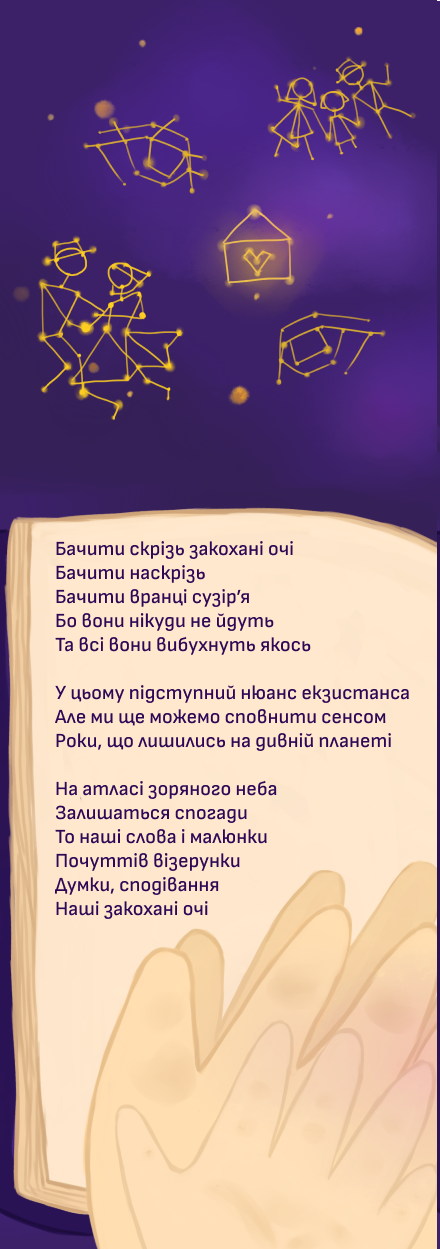 Бачити скрізь закохані очі
Бачити наскрізь
Бачити вранці сузір’я
Бо вони нікуди не йдуть
Та всі вони вибухнуть якось
У цьому підступний нюанс екзистанса
Але ми ще можемо сповнити сенсом
Роки, що лишились на дивній планеті
На атласі зоряного неба
Залишаться спогади
То наші слова і малюнки
Почуттів візерунки
Думки, сподівання
Наші закохані очі